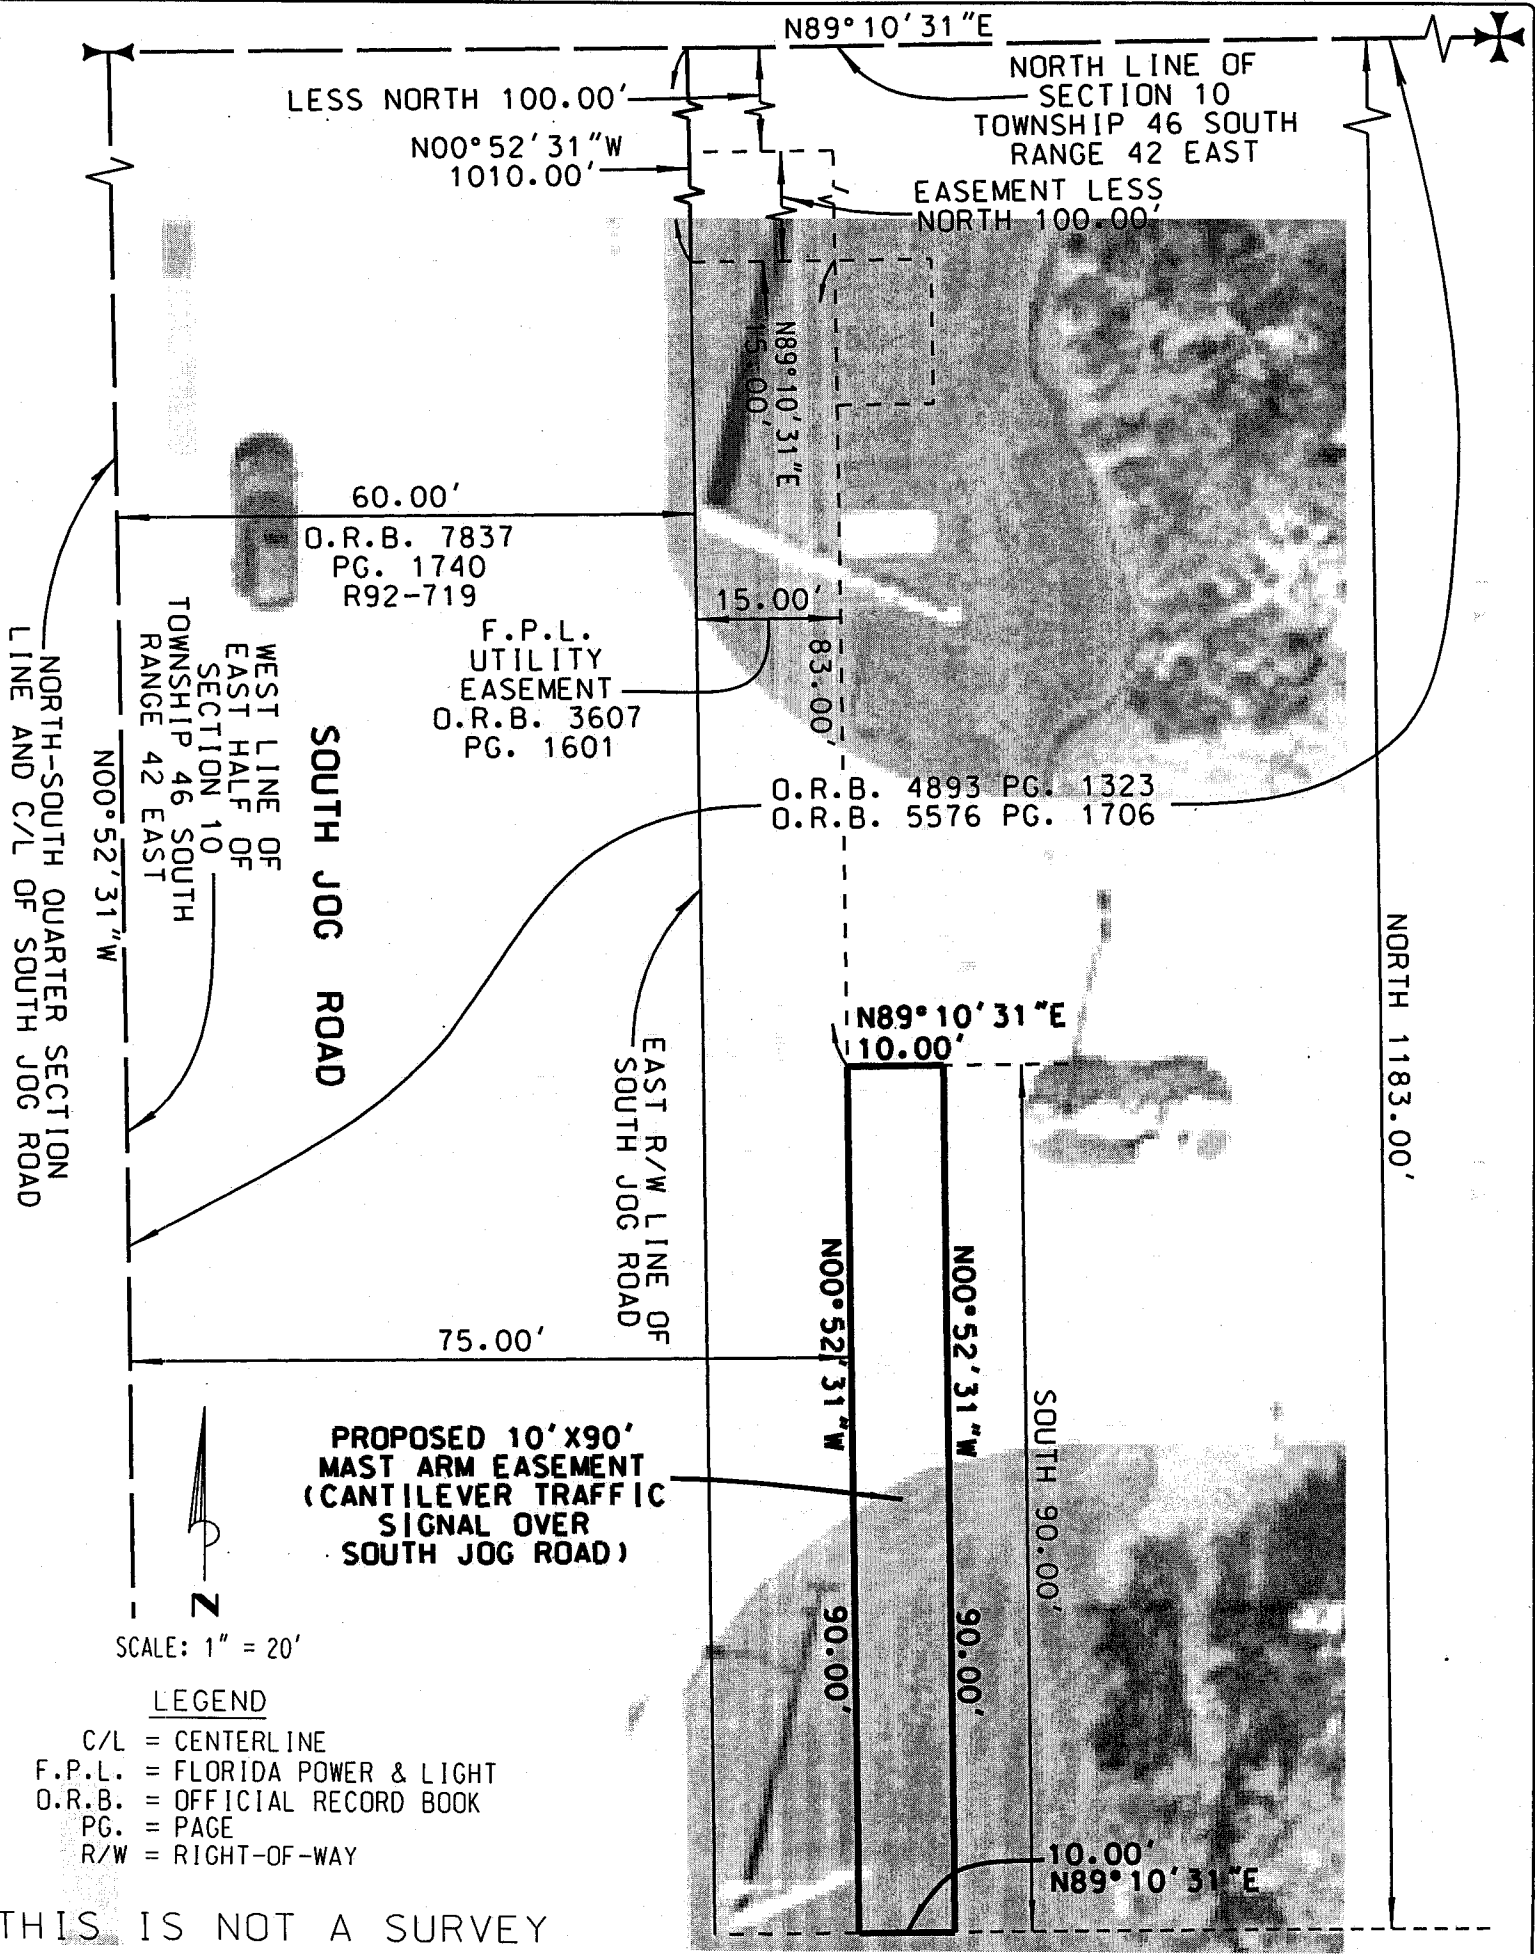 N89°10'31"E
NORTH LINE OF
SECTION 10
TOWNSHIP 46 SOUTH
RANGE 42 EAST
LESS NORTH 100.00'
N00°52'31"W
1010.00'
EASEMENT LESS
NORTH 100.00'
N89°10'31"E
15.00'
60.00'
O.R.B. 7837
PG. 1740
R92-719
15.00'
83.00'
F.P.L.
UTILITY
EASEMENT
O.R.B. 3607
PG. 1601
WEST LINE OF
EAST HALF OF
SECTION 10
TOWNSHIP 46 SOUTH
RANGE 42 EAST
NORTH-SOUTH QUARTER SECTION
LINE AND C/L OF SOUTH JOG ROAD
N00°52'31"W
SOUTH JOG ROAD
O.R.B. 4893 PG. 1323
O.R.B. 5576 PG. 1706
NORTH 1183.00'
N89°10'31"E
10.00'
EAST R/W LINE OF
SOUTH JOG ROAD
N00°52'31"W
N00°52'31"W
75.00'
SOUTH 90.00'
PROPOSED 10'X90'
MAST ARM EASEMENT
(CANTILEVER TRAFFIC
SIGNAL OVER
SOUTH JOG ROAD)
90.00'
90.00'
N
SCALE: 1" = 20'
LEGEND
C/L = CENTERLINE
F.P.L. = FLORIDA POWER & LIGHT
O.R.B. = OFFICIAL RECORD BOOK
PG. = PAGE
R/W = RIGHT-OF-WAY
10.00'
N89°10'31"E
THIS IS NOT A SURVEY